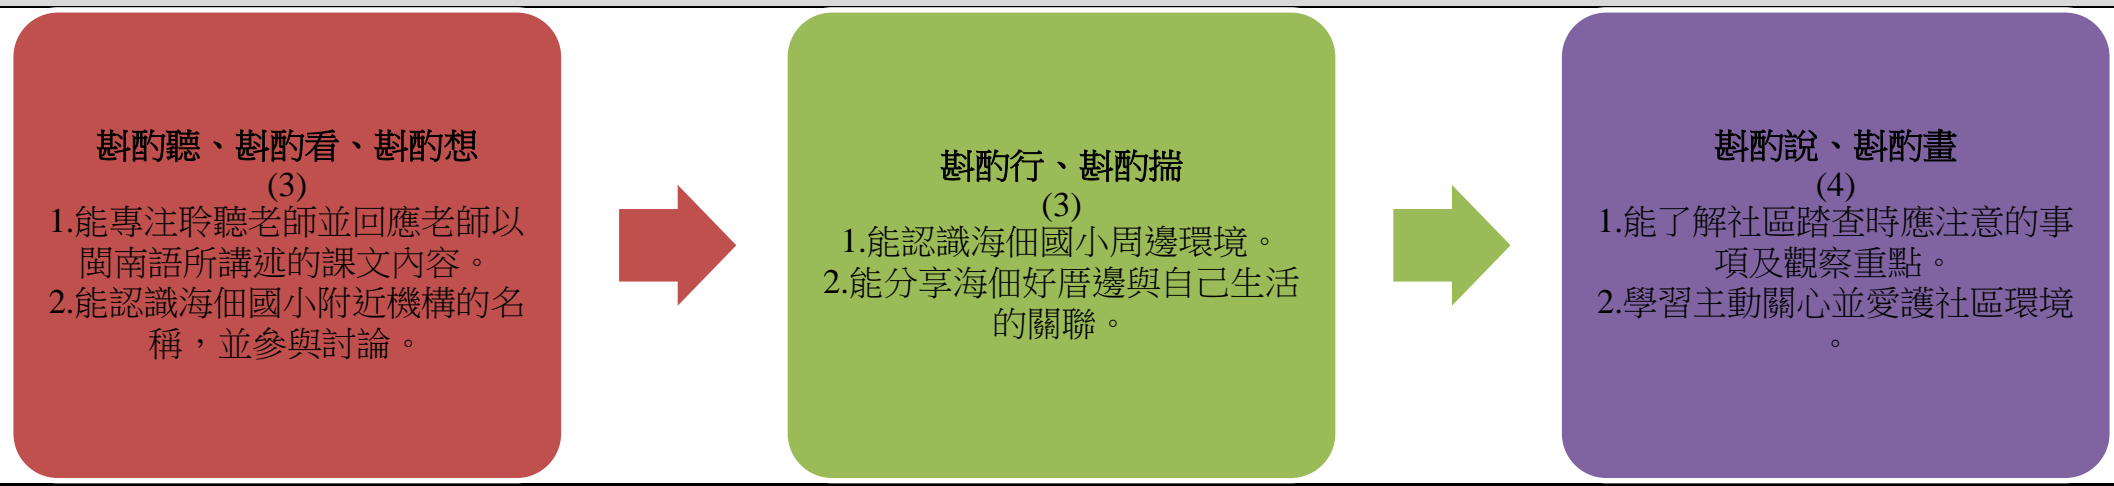 斟酌聽、斟酌看、斟酌想
(3)
1.能專注聆聽老師並回應老師以
閩南語所講述的課文內容。
2.能認識海佃國小附近機構的名
稱，並參與討論。
斟酌行、斟酌揣
(3)
1.能認識海佃國小周邊環境。
2.能分享海佃好厝邊與自己生活
的關聯。
斟酌說、斟酌畫
(4)
1.能了解社區踏查時應注意的事
項及觀察重點。
2.學習主動關心並愛護社區環境
。